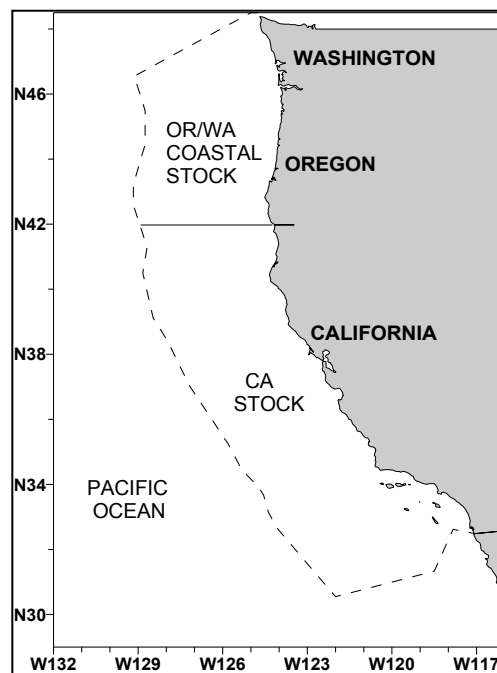 WASHINGTON
N46
OR/WA
COASTAL
STOCK
OREGON
N42
CALIFORNIA
N38
CA
STOCK
N34
PACIFIC
OCEAN
N30
W132 W129 W126 W123 W120 W117